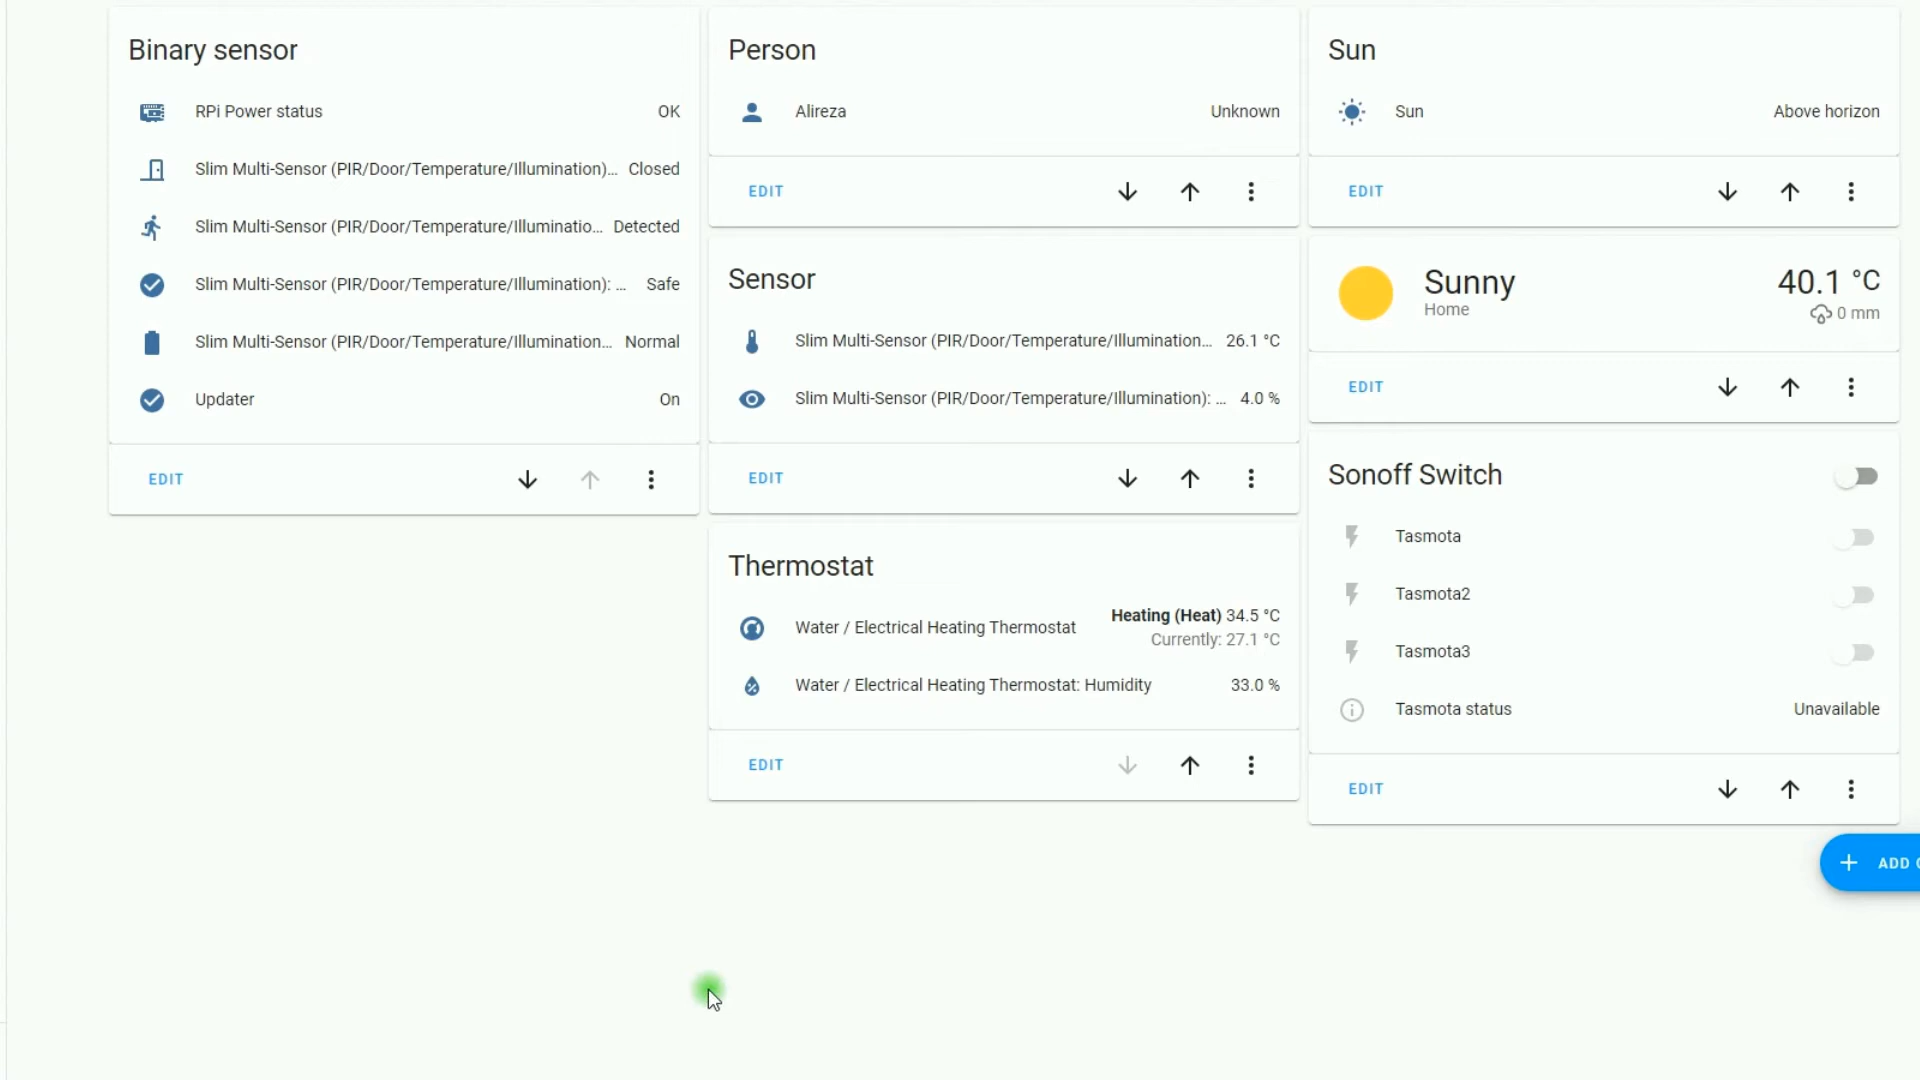 Binary sensor
RPi Power status OK
Slim Multi-Sensor (PIR/Door/Temperature/Illumination)... Closed
Slim Multi-Sensor (PIR/Door/Temperature/Illuminatio... Detected
Slim Multi-Sensor (PIR/Door/Temperature/Illumination): ... Safe
Slim Multi-Sensor (PIR/Door/Temperature/Illumination... Normal
Updater On
EDIT
Person
Alireza Unknown
EDIT
Sensor
Slim Multi-Sensor (PIR/Door/Temperature/Illumination... 26.1 °C
Slim Multi-Sensor (PIR/Door/Temperature/Illumination): ... 4.0 %
EDIT
Thermostat
Water / Electrical Heating Thermostat Heating (Heat) 34.5 °C
Currently: 27.1 °C
Water / Electrical Heating Thermostat: Humidity 33.0 %
EDIT
Sun
Sun Above horizon
EDIT
Sunny 40.1 °C
Home 0 mm
EDIT
Sonoff Switch
Tasmota
Tasmota2
Tasmota3
Tasmota status Unavailable
EDIT
ADD